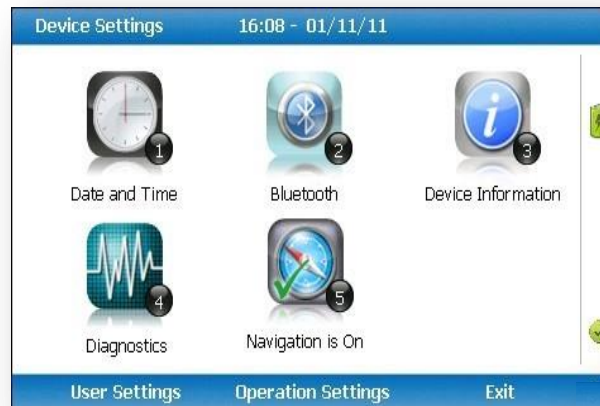 Device Settings 16:08 - 01/11/11
1 2 3
Date and Time Bluetooth Device Information
4 5
Diagnostics Navigation is On
User Settings Operation Settings Exit